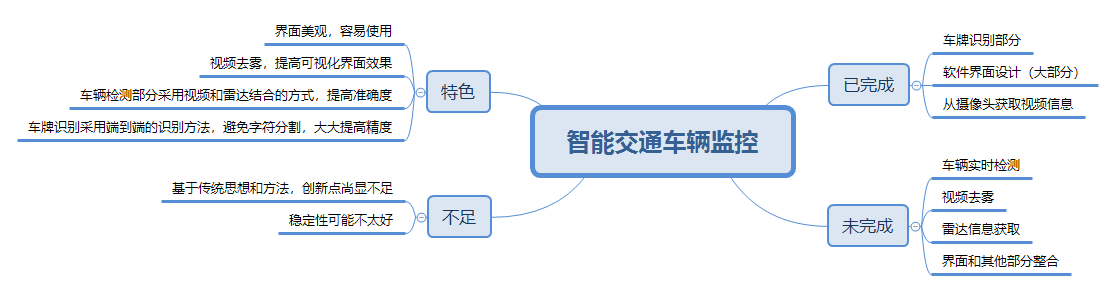 智能交通车辆监控
特色
界面美观，容易使用
视频去雾，提高可视化界面效果
车辆检测部分采用视频和雷达结合的方式，提高准确度
车牌识别采用端到端的识别方法，避免字符分割，大大提高精度
不足
基于传统思想和方法，创新点尚显不足
稳定性可能不太好
已完成
车牌识别部分
软件界面设计（大部分）
从摄像头获取视频信息
未完成
车辆实时检测
视频去雾
雷达信息获取
界面和其他部分整合